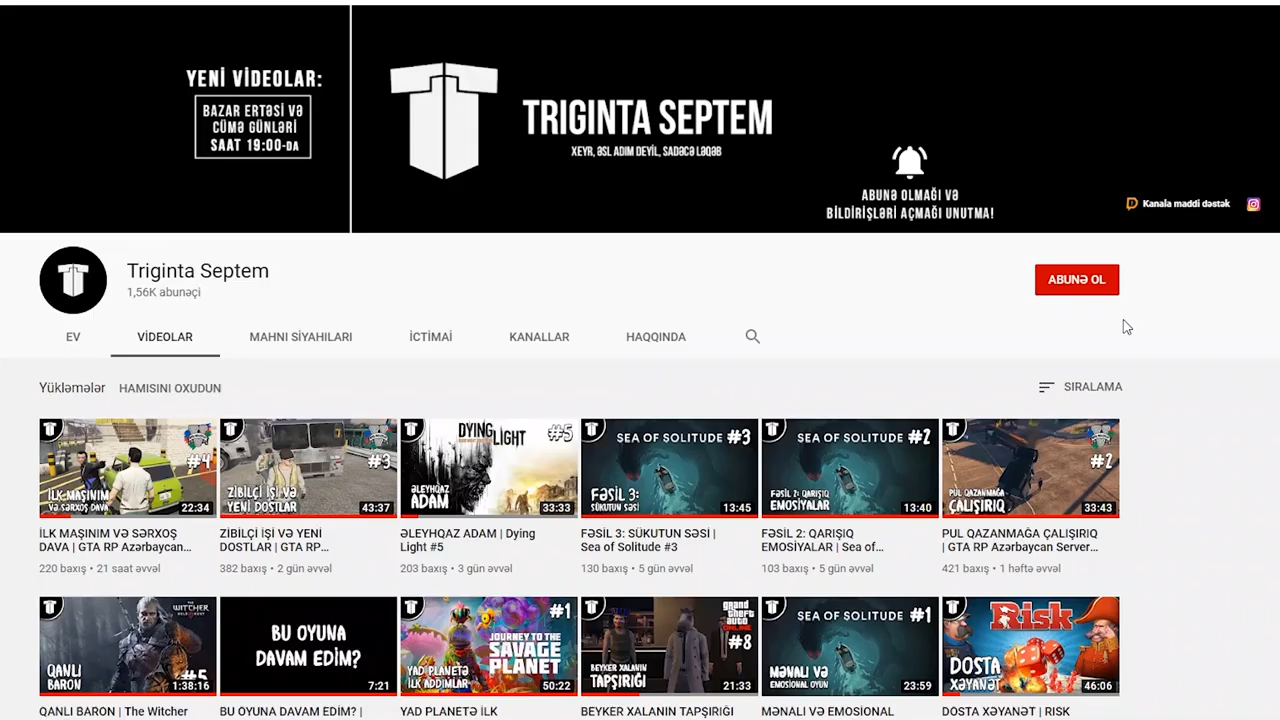 YENİ VİDEOLAR:
BAZAR ERTƏSİ VƏ
CÜMƏ GÜNLƏRİ
SAAT 19:00-DA
TRIGINTA SEPTEM
XEYR, ƏSL ADIM DEYİL, SADƏCƏ LƏQƏB
ABUNƏ OLMAĞI VƏ
BİLDİRİŞLƏRİ AÇMAĞI UNUTMA!
Kanala maddi dəstək
Triginta Septem
1,56K abunəçi
ABUNƏ OL
EV
VİDEOLAR
MAHNI SİYAHILARI
İCTİMAİ
KANALLAR
HAQQINDA
Yükləmələr
HAMISINI OXUDUN
SIRALAMA
#4
İLK MAŞINIM
VƏ SƏRXOŞ DAVA
22:34
#3
ZİBİLÇİ İŞİ VƏ
YENİ DOSTLAR
43:37
DYING
LIGHT
#5
ƏLEYHQAZ
ADAM
33:33
SEA OF SOLITUDE #3
FƏSİL 3:
SÜKUTUN SƏSİ
13:45
SEA OF SOLITUDE #2
FƏSİL 2: QARIŞIQ
EMOSİYALAR
13:40
#2
PUL QAZANMAĞA
ÇALIŞIRIQ
33:43
İLK MAŞINIM VƏ SƏRXOŞ
DAVA | GTA RP Azərbaycan...
220 baxış • 21 saat əvvəl
ZİBİLÇİ İŞİ VƏ YENİ
DOSTLAR | GTA RP...
382 baxış • 2 gün əvvəl
ƏLEYHQAZ ADAM | Dying
Light #5
203 baxış • 3 gün əvvəl
FƏSİL 3: SÜKUTUN SƏSİ |
Sea of Solitude #3
130 baxış • 5 gün əvvəl
FƏSİL 2: QARIŞIQ
EMOSİYALAR | Sea of...
103 baxış • 5 gün əvvəl
PUL QAZANMAĞA ÇALIŞIRIQ
| GTA RP Azərbaycan Server...
421 baxış • 1 həftə əvvəl
THE WITCHER
QANLI
BARON
#5
1:38:16
BU OYUNA
DAVAM EDİM?
7:21
#1
JOURNEY TO THE
SAVAGE
PLANET
YAD PLANETƏ
İLK ADDIMLAR
50:22
grand
theft
auto
ONLINE
#8
BEYKER XALANIN
TAPŞIRIĞI
21:33
SEA OF SOLITUDE #1
MƏNALI VƏ
EMOSIONAL OYUN
23:59
RISK
DOSTA
XƏYANƏT
46:06
QANLI BARON | The Witcher
BU OYUNA DAVAM EDİM? |
YAD PLANETƏ İLK
BEYKER XALANIN TAPŞIRIĞI
MƏNALI VƏ EMOSIONAL
DOSTA XƏYANƏT | RISK